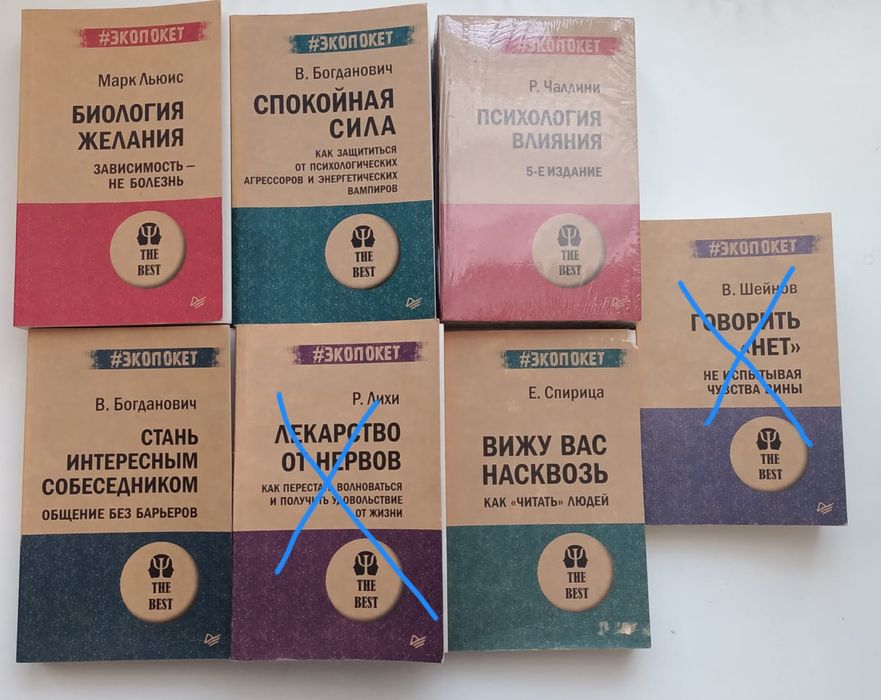 #ЭКОПОКЕТ
Марк Льюис
БИОЛОГИЯ
ЖЕЛАНИЯ
ЗАВИСИМОСТЬ –
НЕ БОЛЕЗНЬ
THE
BEST
#ЭКОПОКЕТ
В. Богданович
СПОКОЙНАЯ
СИЛА
КАК ЗАЩИТИТЬСЯ
ОТ ПСИХОЛОГИЧЕСКИХ
АГРЕССОРОВ И ЭНЕРГЕТИЧЕСКИХ
ВАМПИРОВ
THE
BEST
#ЭКОПОКЕТ
Р. Чалдини
ПСИХОЛОГИЯ
ВЛИЯНИЯ
5-Е ИЗДАНИЕ
THE
BEST
#ЭКОПОКЕТ
В. Шейнов
ГОВОРИТЬ
«НЕТ»
НЕ ИСПЫТЫВАЯ
ЧУВСТВА ВИНЫ
THE
BEST
#ЭКОПОКЕТ
В. Богданович
СТАНЬ
ИНТЕРЕСНЫМ
СОБЕСЕДНИКОМ
ОБЩЕНИЕ БЕЗ БАРЬЕРОВ
THE
BEST
#ЭКОПОКЕТ
Р. Лихи
ЛЕКАРСТВО
ОТ НЕРВОВ
КАК ПЕРЕСТАТЬ ВОЛНОВАТЬСЯ
И ПОЛУЧИТЬ УДОВОЛЬСТВИЕ
ОТ ЖИЗНИ
THE
BEST
#ЭКОПОКЕТ
Е. Спирица
ВИЖУ ВАС
НАСКВОЗЬ
КАК «ЧИТАТЬ» ЛЮДЕЙ
THE
BEST